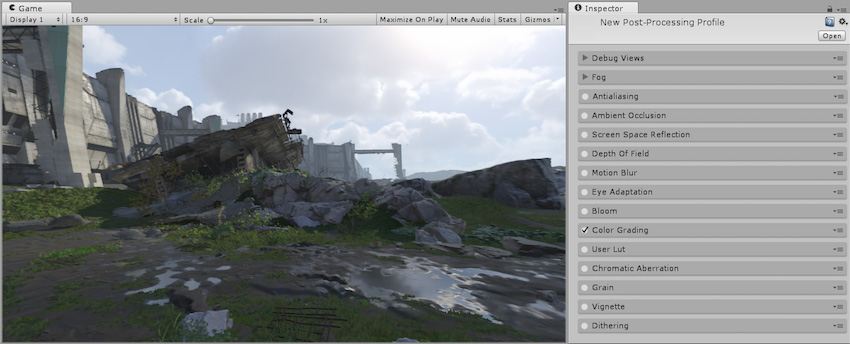 Game
Display 1 16:9 Scale 1x Maximize On Play Mute Audio Stats Gizmos
Inspector
New Post-Processing Profile
Open
Debug Views
Fog
Antialiasing
Ambient Occlusion
Screen Space Reflection
Depth Of Field
Motion Blur
Eye Adaptation
Bloom
Color Grading
User Lut
Chromatic Aberration
Grain
Vignette
Dithering